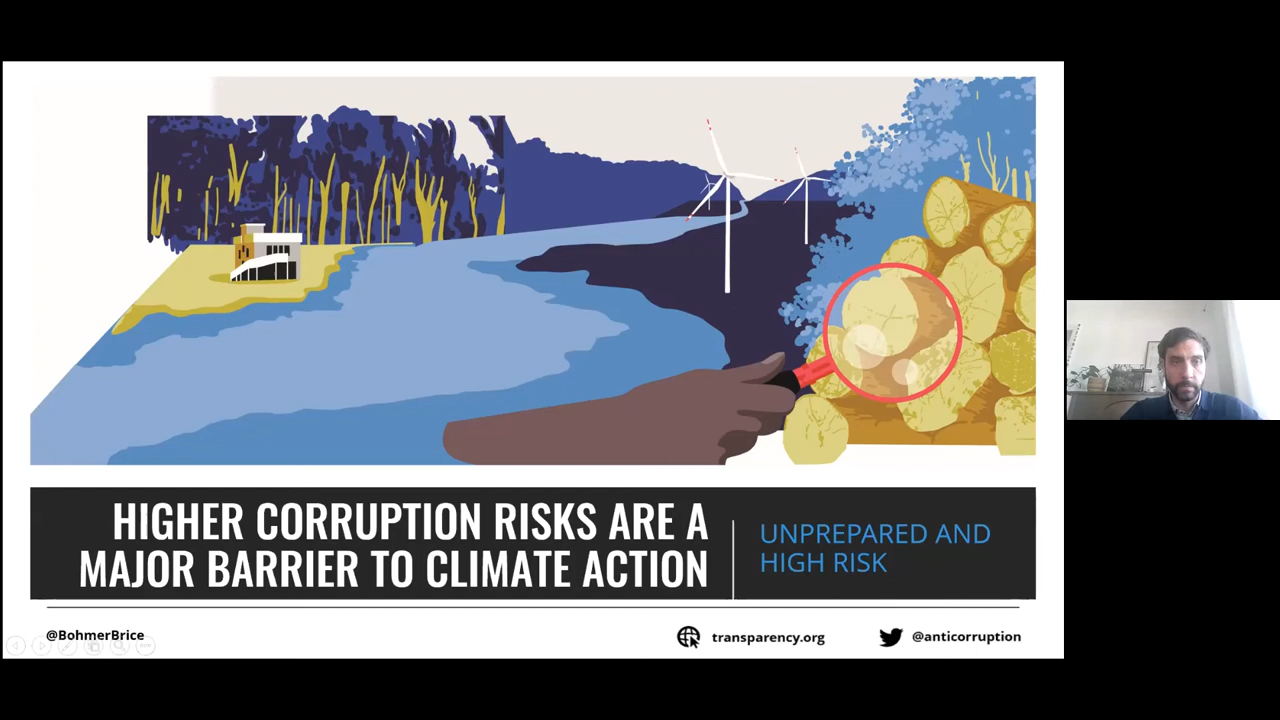 HIGHER CORRUPTION RISKS ARE A
MAJOR BARRIER TO CLIMATE ACTION
UNPREPARED AND
HIGH RISK
@BohmerBrice
transparency.org
@anticorruption